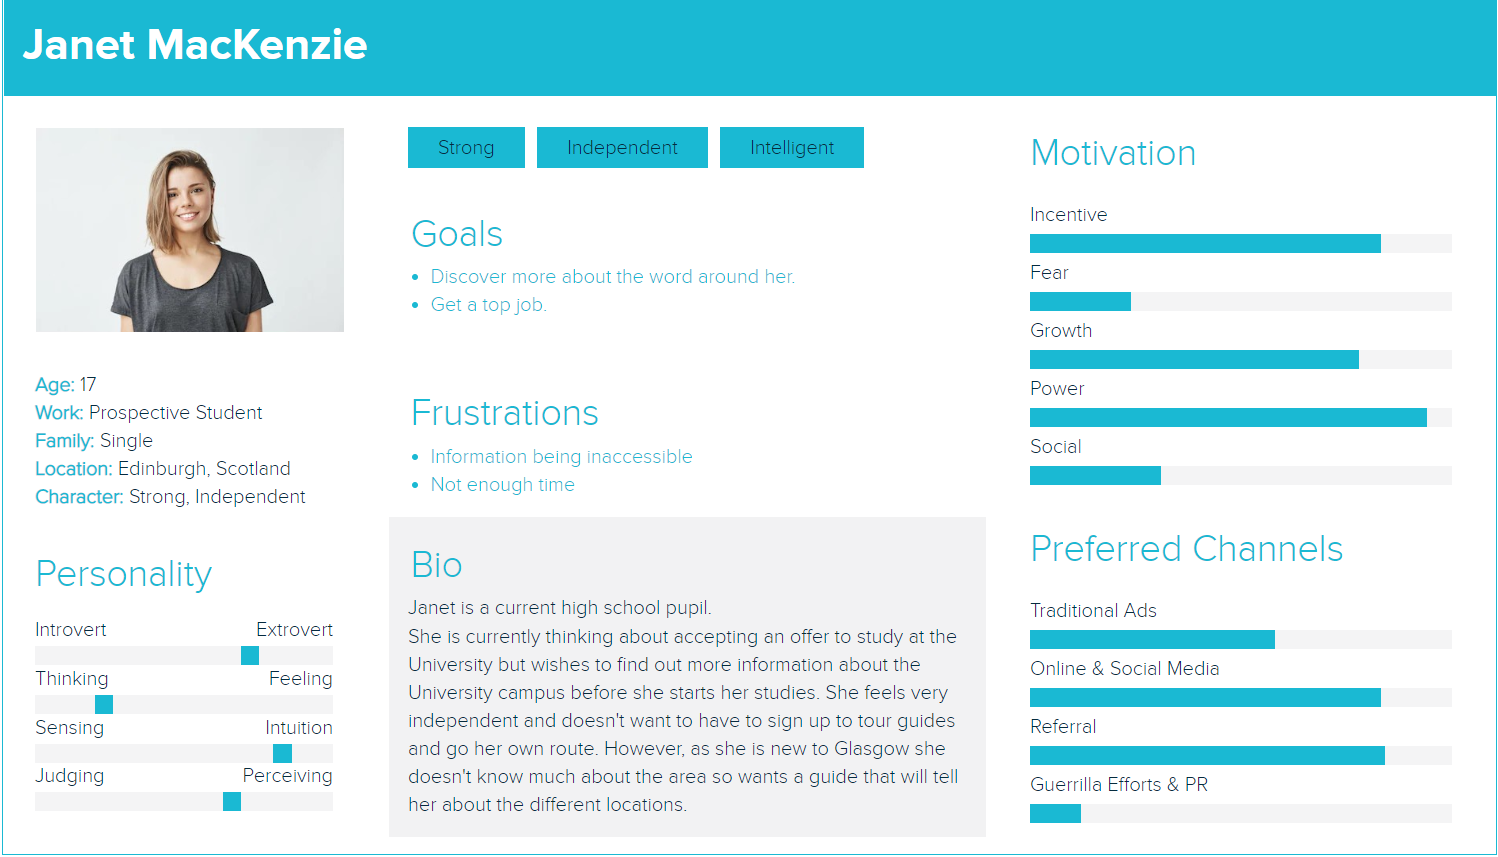 Janet MacKenzie
Age: 17
Work: Prospective Student
Family: Single
Location: Edinburgh, Scotland
Character: Strong, Independent
Personality
Introvert Extrovert
Thinking Feeling
Sensing Intuition
Judging Perceiving
Strong Independent Intelligent
Goals
• Discover more about the word around her.
• Get a top job.
Frustrations
• Information being inaccessible
• Not enough time
Bio
Janet is a current high school pupil.
She is currently thinking about accepting an offer to study at the
University but wishes to find out more information about the
University campus before she starts her studies. She feels very
independent and doesn't want to have to sign up to tour guides
and go her own route. However, as she is new to Glasgow she
doesn't know much about the area so wants a guide that will tell
her about the different locations.
Motivation
Incentive
Fear
Growth
Power
Social
Preferred Channels
Traditional Ads
Online & Social Media
Referral
Guerrilla Efforts & PR